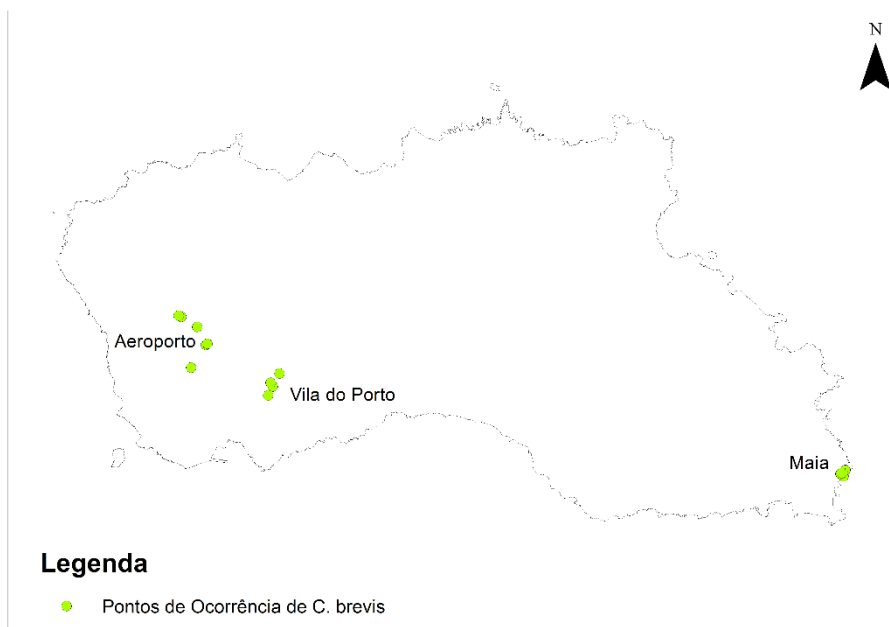 N
Aeroporto
Vila do Porto
Maia
Legenda
Pontos de Ocorrência de C. brevis